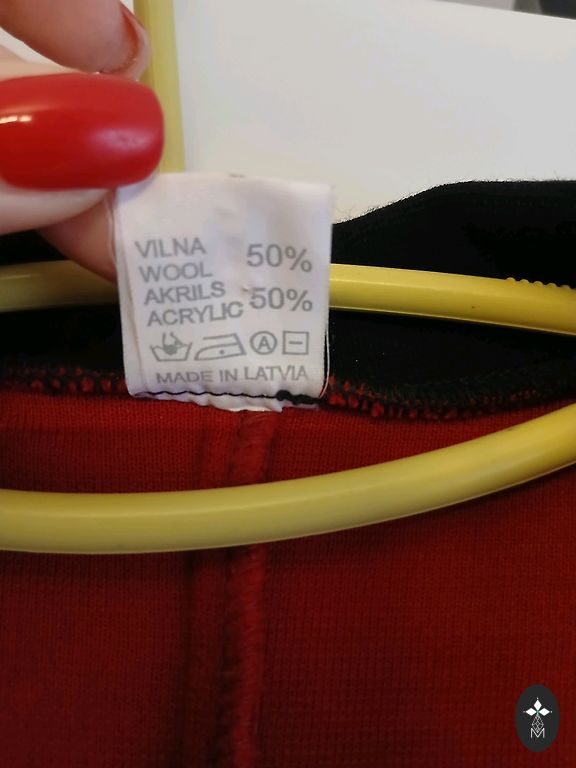 VILNA 50%
WOOL
AKRILS 50%
ACRYLIC
A
MADE IN LATVIA
M